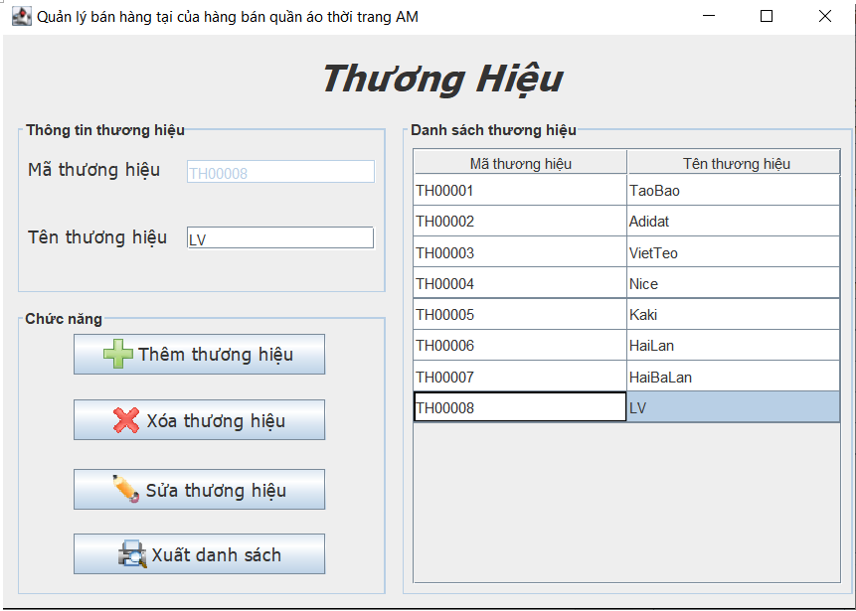 Quản lý bán hàng tại của hàng bán quần áo thời trang AM
Thương Hiệu
Thông tin thương hiệu
Mã thương hiệu TH00008
Tên thương hiệu LV
Chức năng
Thêm thương hiệu
Xóa thương hiệu
Sửa thương hiệu
Xuất danh sách
Danh sách thương hiệu
Mã thương hiệu Tên thương hiệu
TH00001 TaoBao
TH00002 Adidat
TH00003 VietTeo
TH00004 Nice
TH00005 Kaki
TH00006 HaiLan
TH00007 HaiBaLan
TH00008 LV